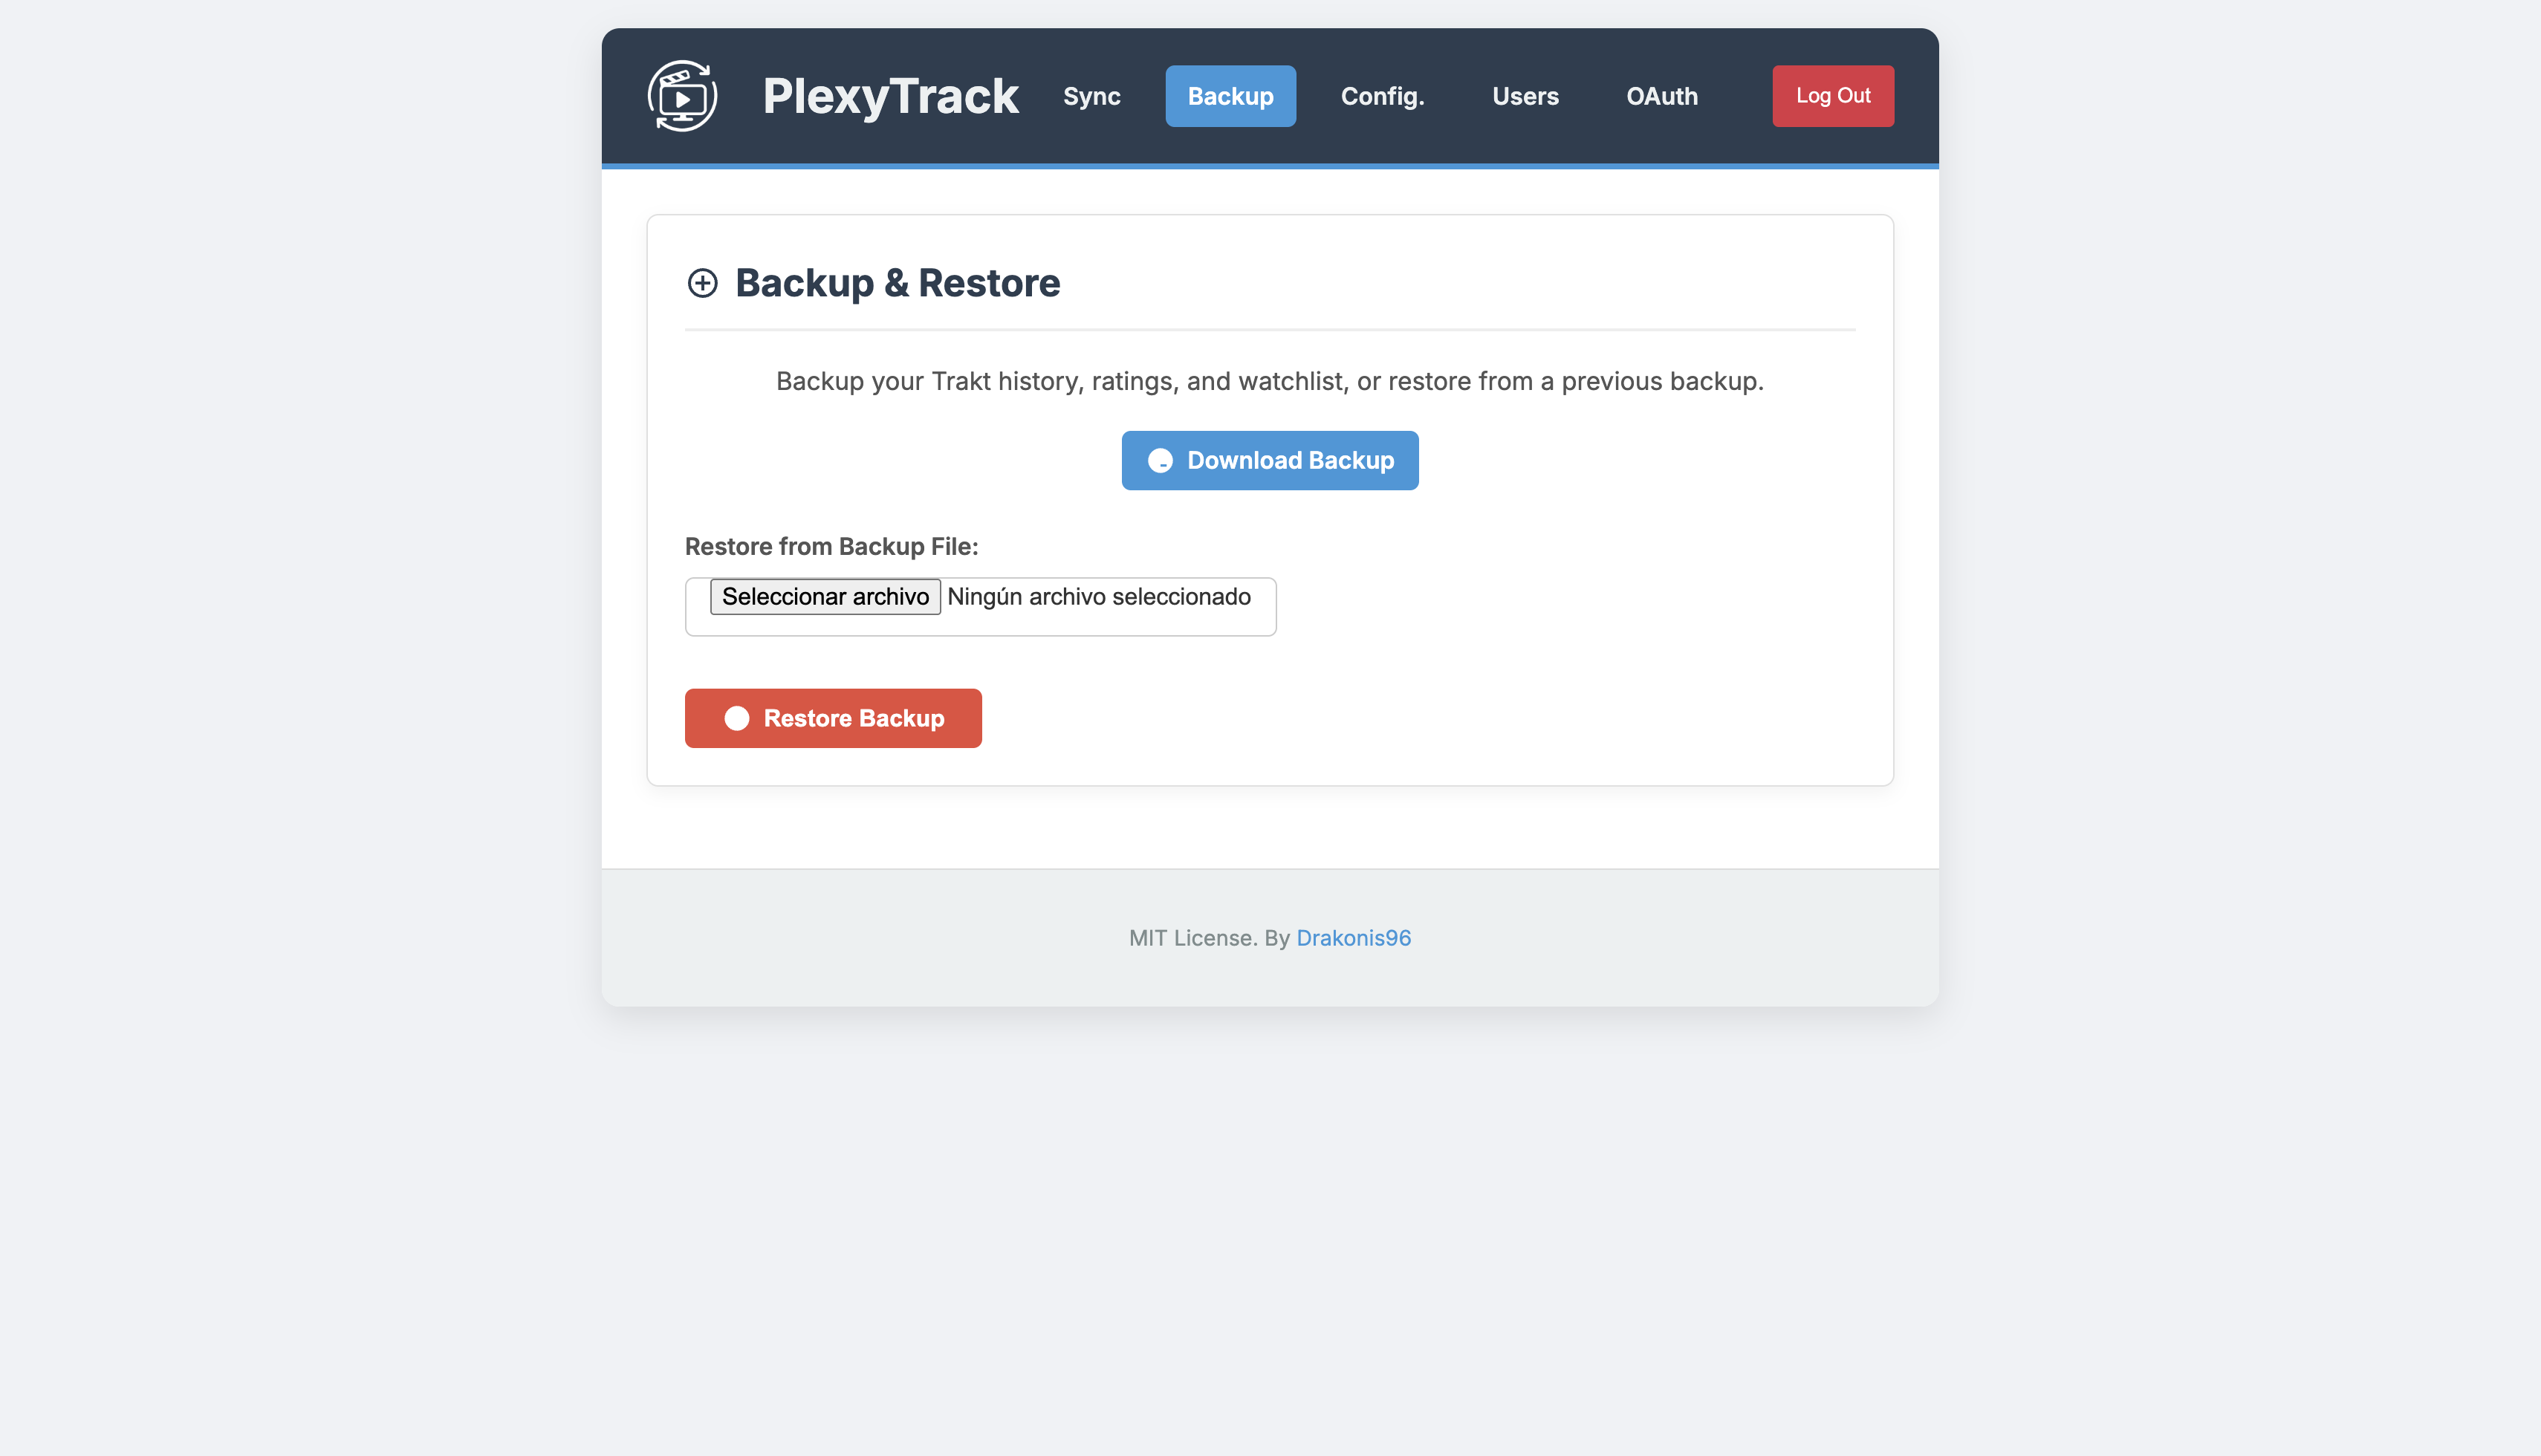 PlexyTrack Sync Backup Config. Users OAuth Log Out
Backup & Restore
Backup your Trakt history, ratings, and watchlist, or restore from a previous backup.
Download Backup
Restore from Backup File:
Seleccionar archivo Ningún archivo seleccionado
Restore Backup
MIT License. By Drakonis96